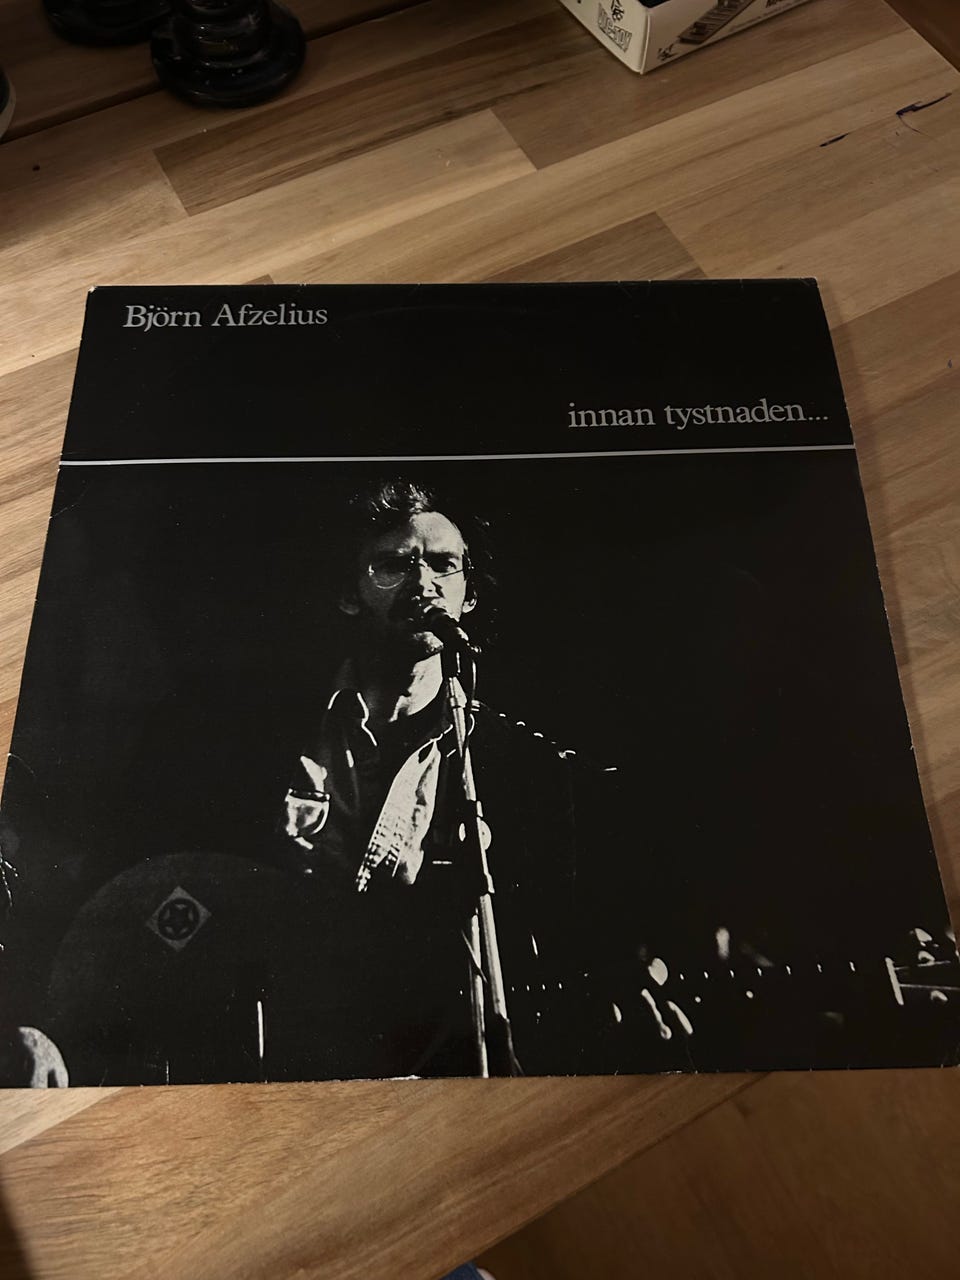 Björn Afzelius
innan tystnaden...